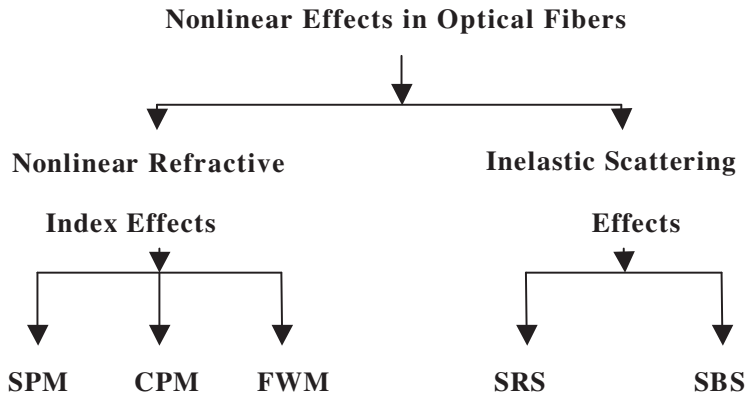 Nonlinear Effects in Optical Fibers
Nonlinear Refractive
Index Effects
Inelastic Scattering
Effects
SPM
CPM
FWM
SRS
SBS